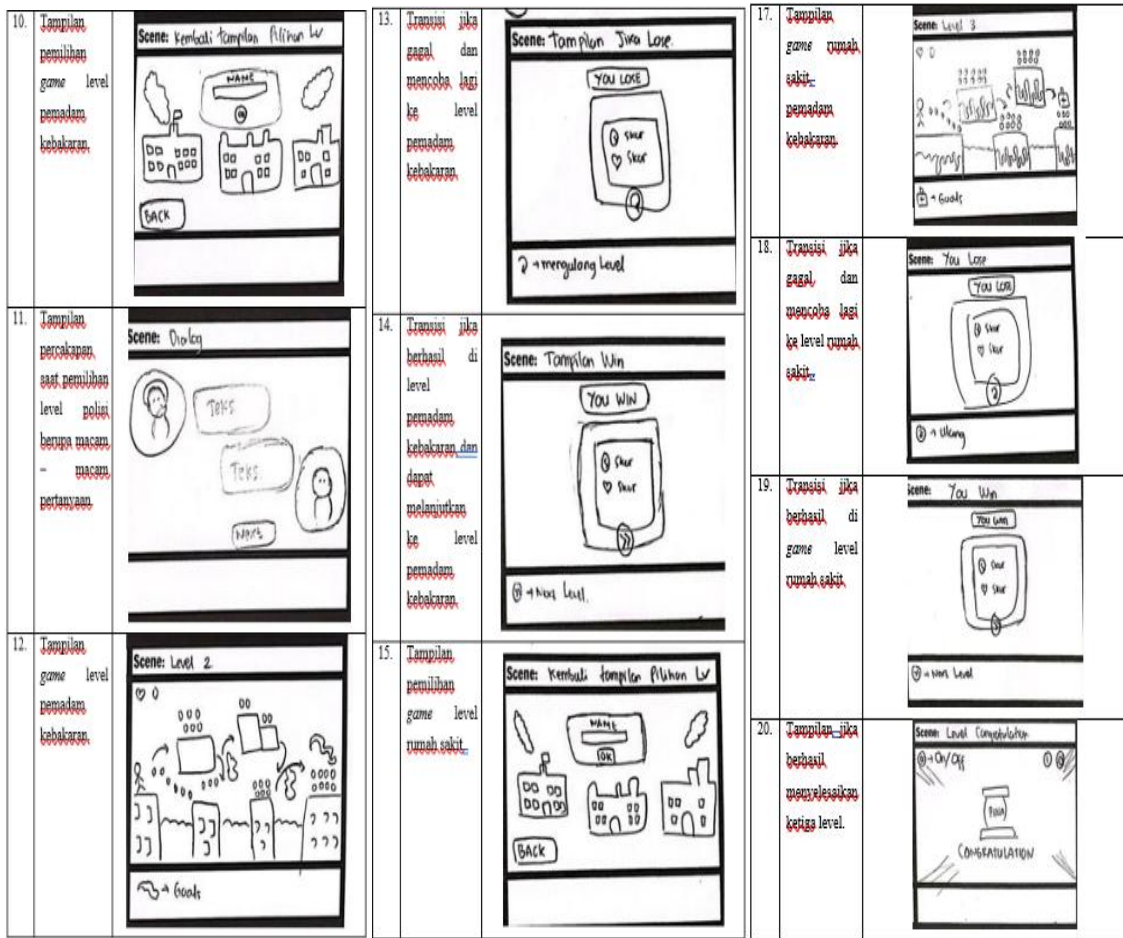 10.
Tampilan
pemilihan
game level
pemadam
kebakaran.
Scene: Kembali tampilan Pilihan Lv
NAME
BACK
11.
Tampilan
percakapan
saat pemilihan
level polisi
berupa macam
– macam
pertanyaan.
Scene: Dialog
Teks
Teks
Next
12.
Tampilan
game level
pemadam
kebakaran.
Scene: Level 2
→ Goals
13.
Transisi jika
gagal dan
mencoba lagi
ke level
pemadam
kebakaran.
Scene: Tampilan Jika Lose.
YOU LOSE
Skor
Skor
→ mengulang Level
14.
Transisi jika
berhasil di
level
pemadam
kebakaran dan
dapat
melanjutkan
ke level
pemadam
kebakaran.
Scene: Tampilan Win
YOU WIN
Skor
Skor
→ Next Level.
15.
Tampilan
pemilihan
game level
rumah sakit.
Scene: Kembali tampilan Pilihan Lv
NAME
OK
BACK
17.
Tampilan
game rumah
sakit.
pemadam
kebakaran.
Scene: Level 3
→ Goals
18.
Transisi jika
gagal dan
mencoba lagi
ke level rumah
sakit.
Scene: You Lose
YOU LOSE
Skor
Skor
→ Ulang
19.
Transisi jika
berhasil di
game level
rumah sakit
Scene: You Win
You Win
Skor
Skor
→ Next Level
20.
Tampilan jika
berhasil
menyelesaikan
ketiga level.
Scene: Level Congratulation
→ On/Off
Piala
CONGRATULATION